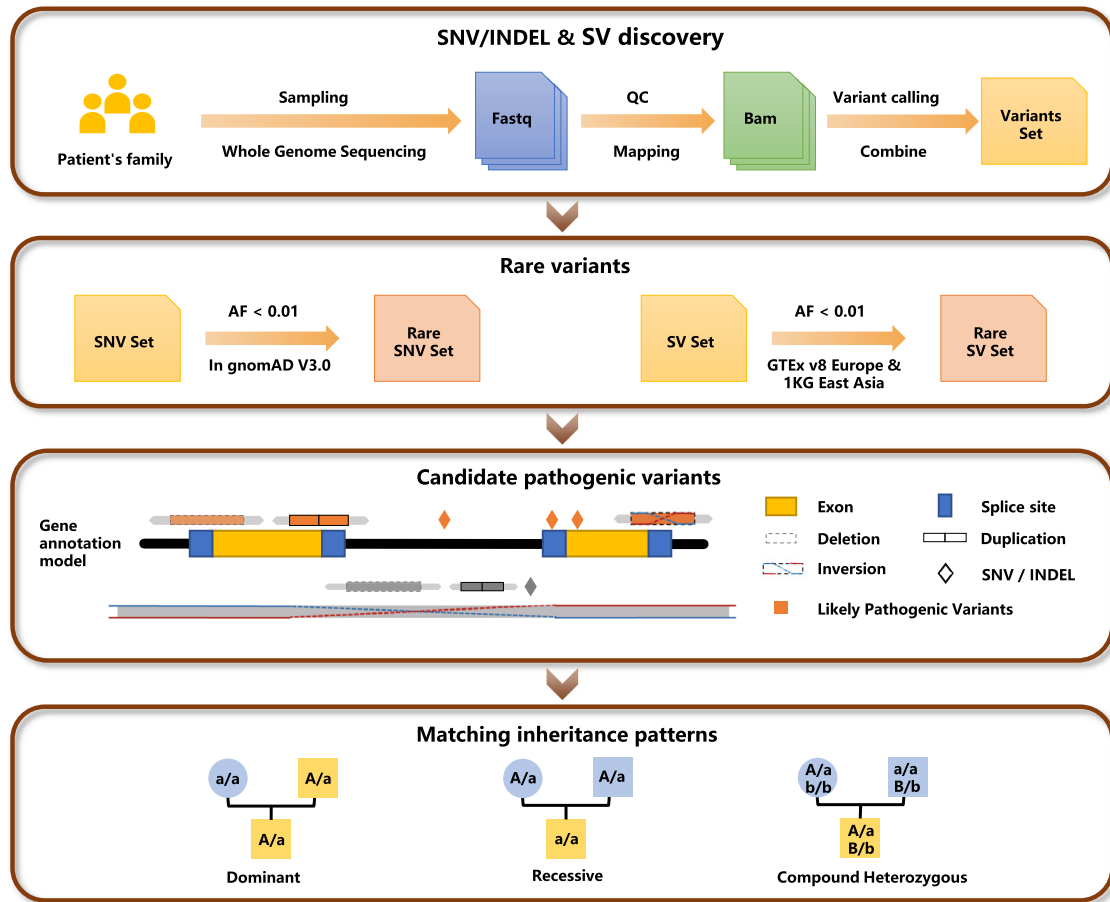 SNV/INDEL & SV discovery
Patient's family
Sampling
Whole Genome Sequencing
Fastq
QC
Mapping
Bam
Variant calling
Combine
Variants
Set
Rare variants
SNV Set
AF < 0.01
In gnomAD V3.0
Rare
SNV Set
SV Set
AF < 0.01
GTEx v8 Europe &
1KG East Asia
Rare
SV Set
Candidate pathogenic variants
Gene
annotation
model
Exon
Splice site
Deletion
Duplication
Inversion
SNV / INDEL
Likely Pathogenic Variants
Matching inheritance patterns
a/a
A/a
A/a
Dominant
A/a
A/a
a/a
Recessive
A/a
b/b
a/a
B/b
A/a
B/b
Compound Heterozygous